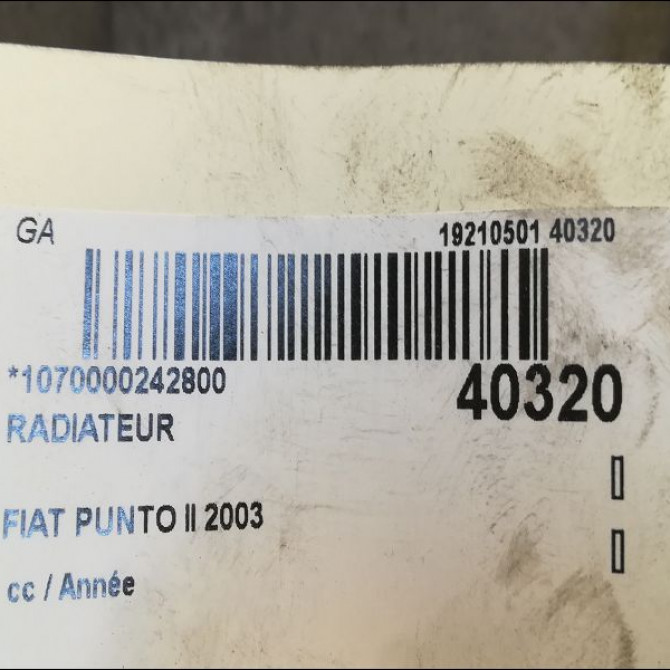 GA 19210501 40320
*1070000242800 40320
RADIATEUR
FIAT PUNTO II 2003
cc / Année